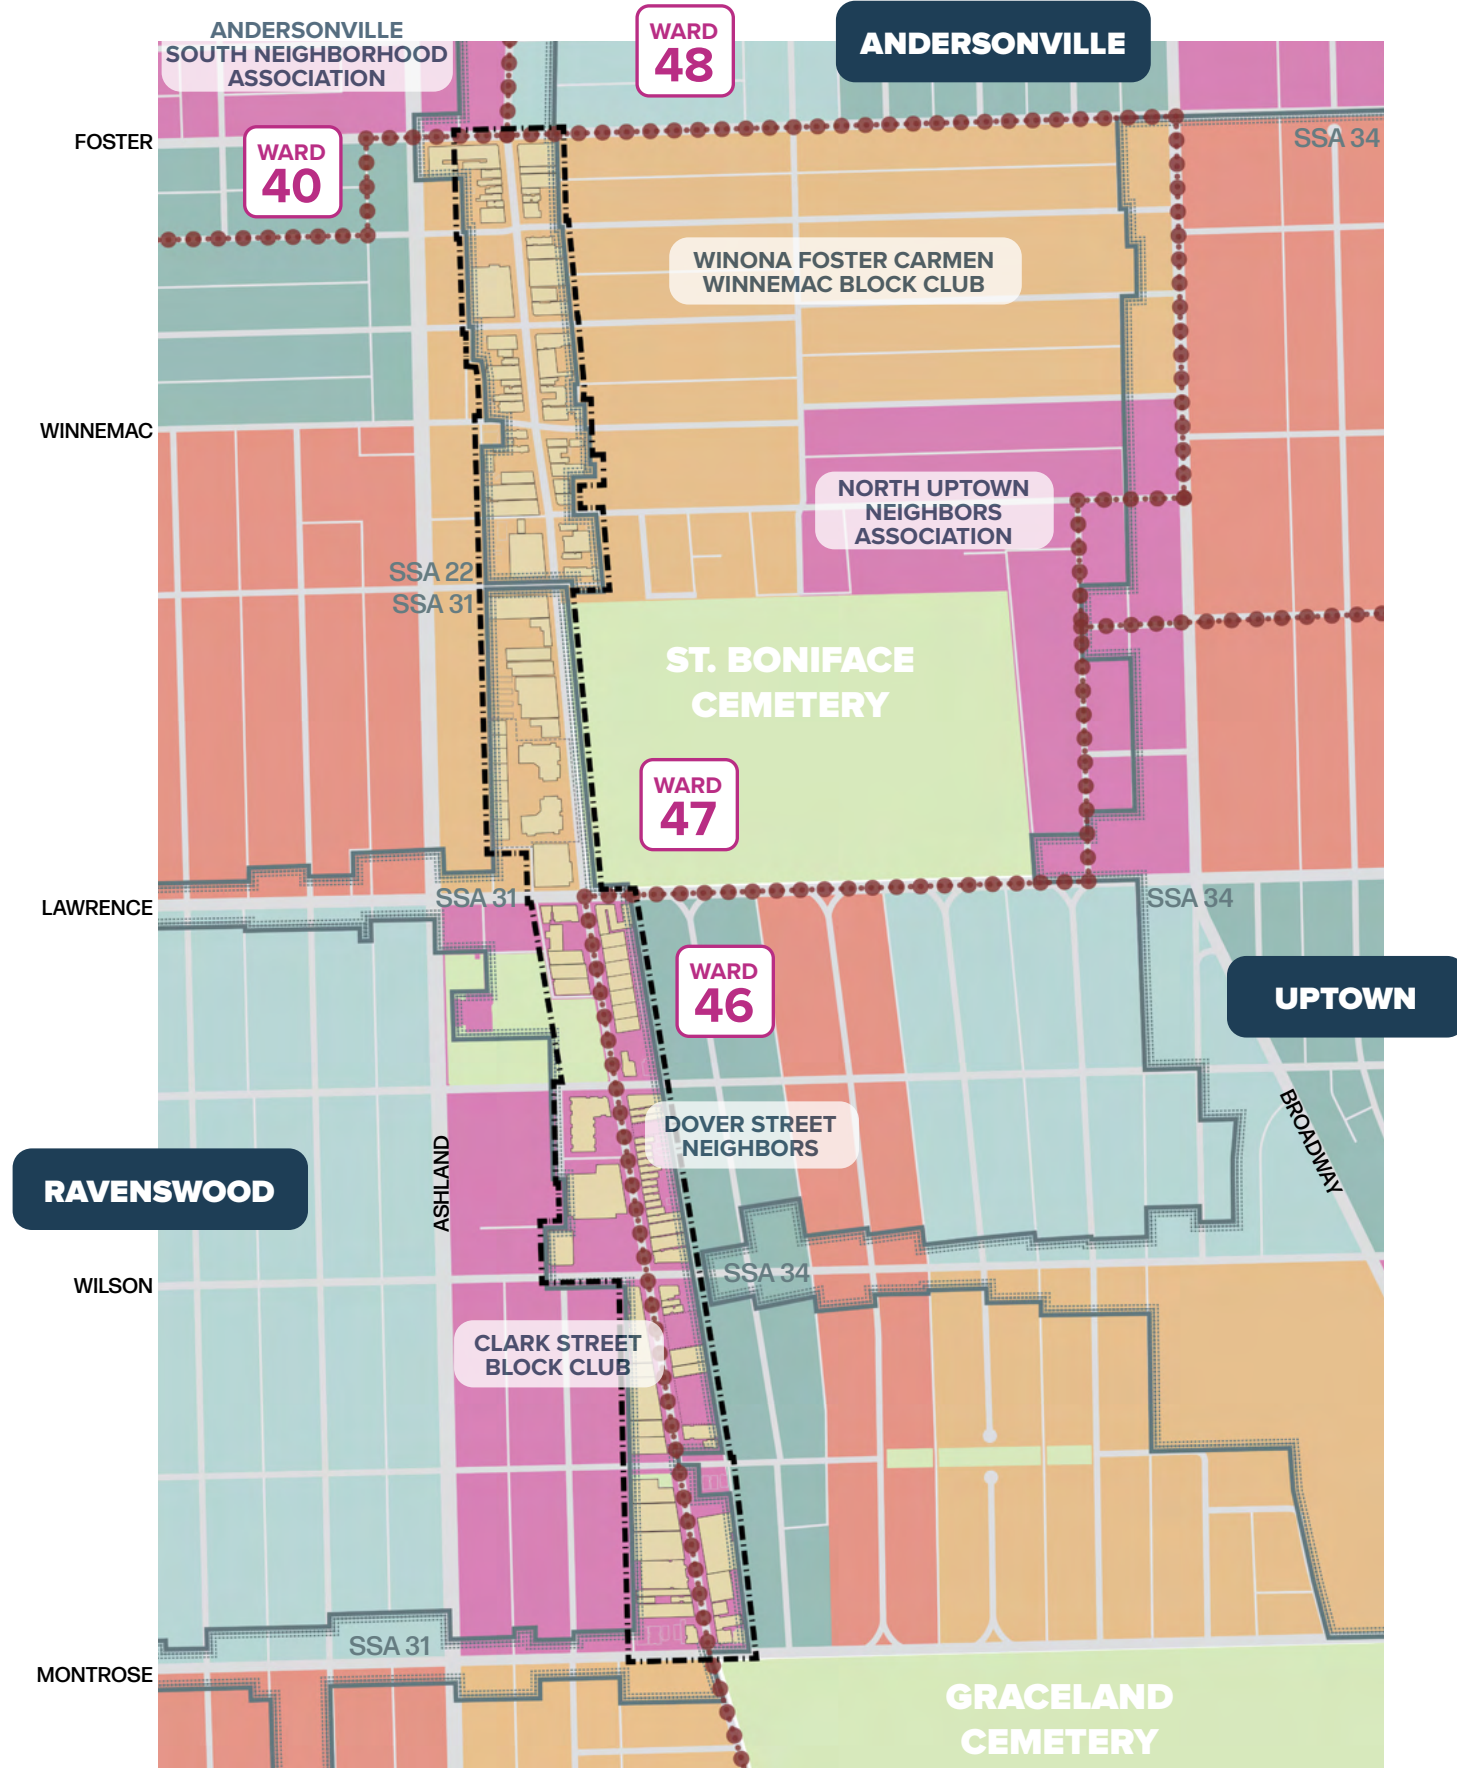 ANDERSONVILLE
SOUTH NEIGHBORHOOD
ASSOCIATION
WARD
48
ANDERSONVILLE
FOSTER
SSA 34
WARD
40
WINONA FOSTER CARMEN
WINNEMAC BLOCK CLUB
WINNEMAC
NORTH UPTOWN
NEIGHBORS
ASSOCIATION
SSA 22
SSA 31
ST. BONIFACE
CEMETERY
WARD
47
SSA 31
SSA 34
LAWRENCE
WARD
46
UPTOWN
DOVER STREET
NEIGHBORS
BROADWAY
ASHLAND
RAVENSWOOD
SSA 34
WILSON
CLARK STREET
BLOCK CLUB
SSA 31
MONTROSE
GRACELAND
CEMETERY